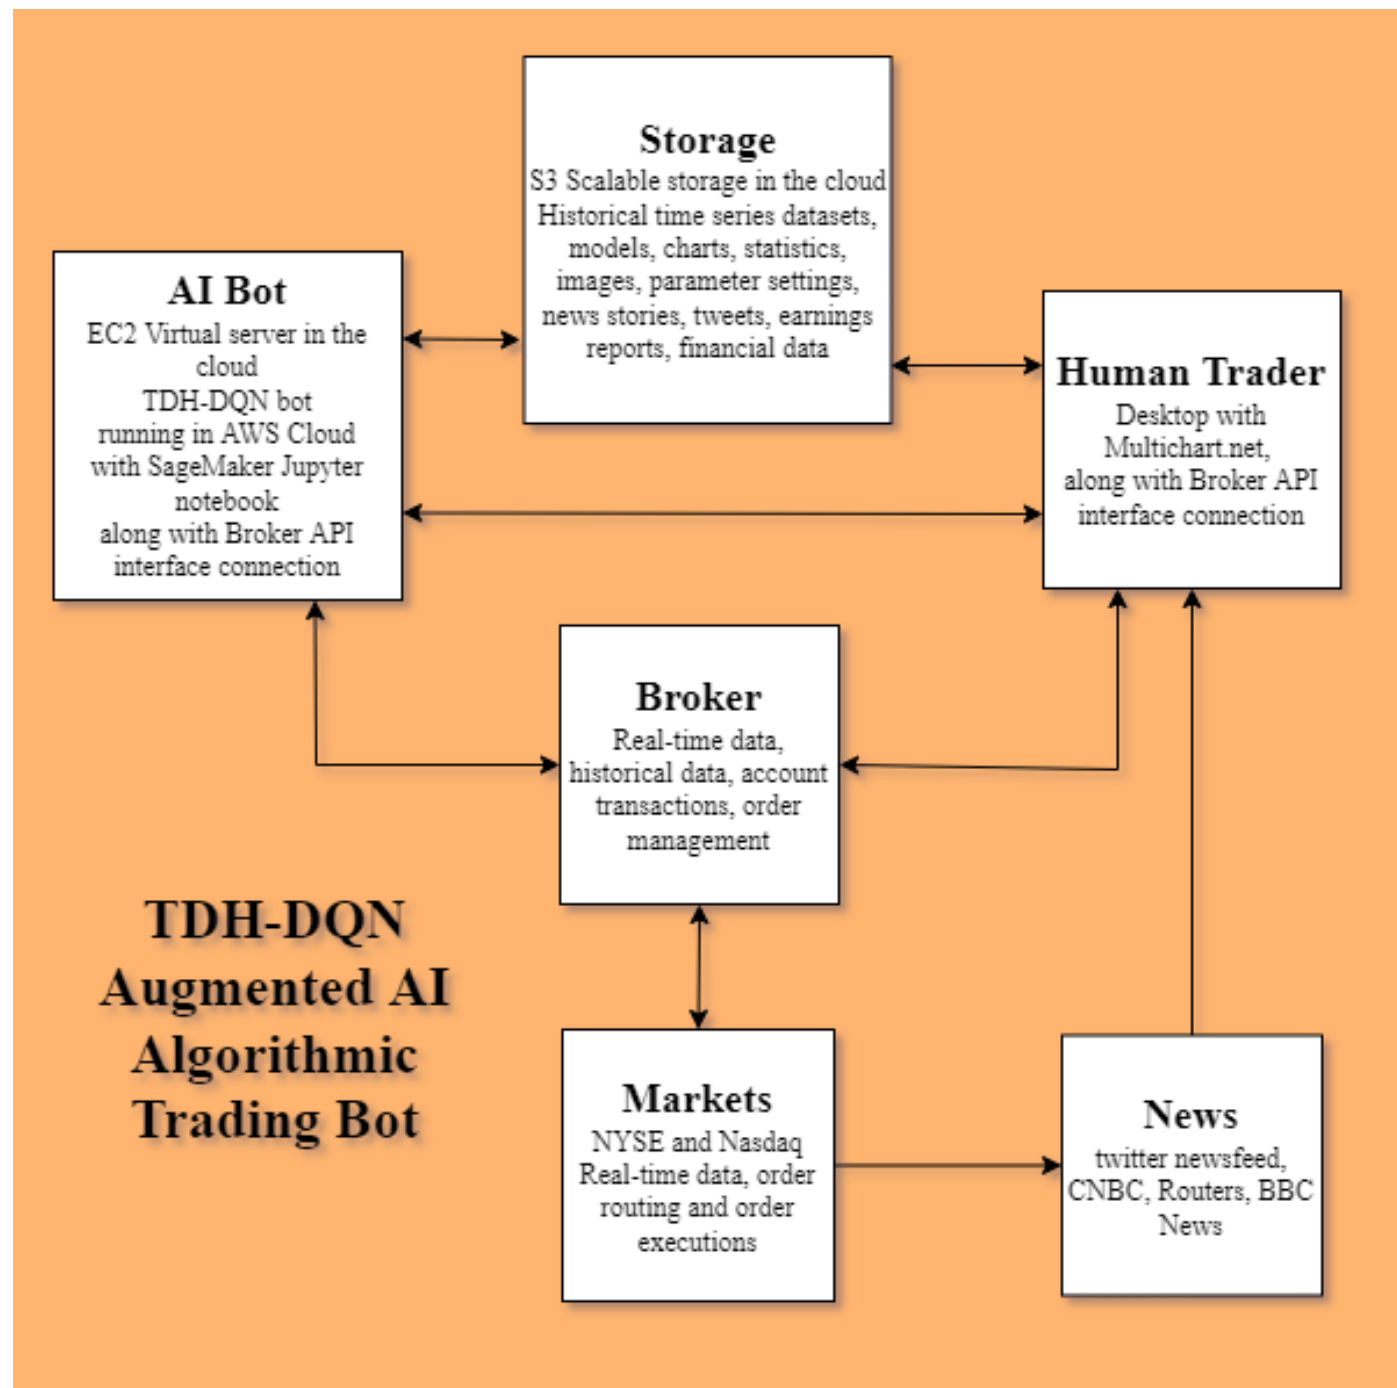 Storage
S3 Scalable storage in the cloud
Historical time series datasets,
models, charts, statistics,
images, parameter settings,
news stories, tweets, earnings
reports, financial data
AI Bot
EC2 Virtual server in the
cloud
TDH-DQN bot
running in AWS Cloud
with SageMaker Jupyter
notebook
along with Broker API
interface connection
Human Trader
Desktop with
Multichart.net,
along with Broker API
interface connection
Broker
Real-time data,
historical data, account
transactions, order
management
TDH-DQN
Augmented AI
Algorithmic
Trading Bot
Markets
NYSE and Nasdaq
Real-time data, order
routing and order
executions
News
twitter newsfeed,
CNBC, Routers, BBC
News